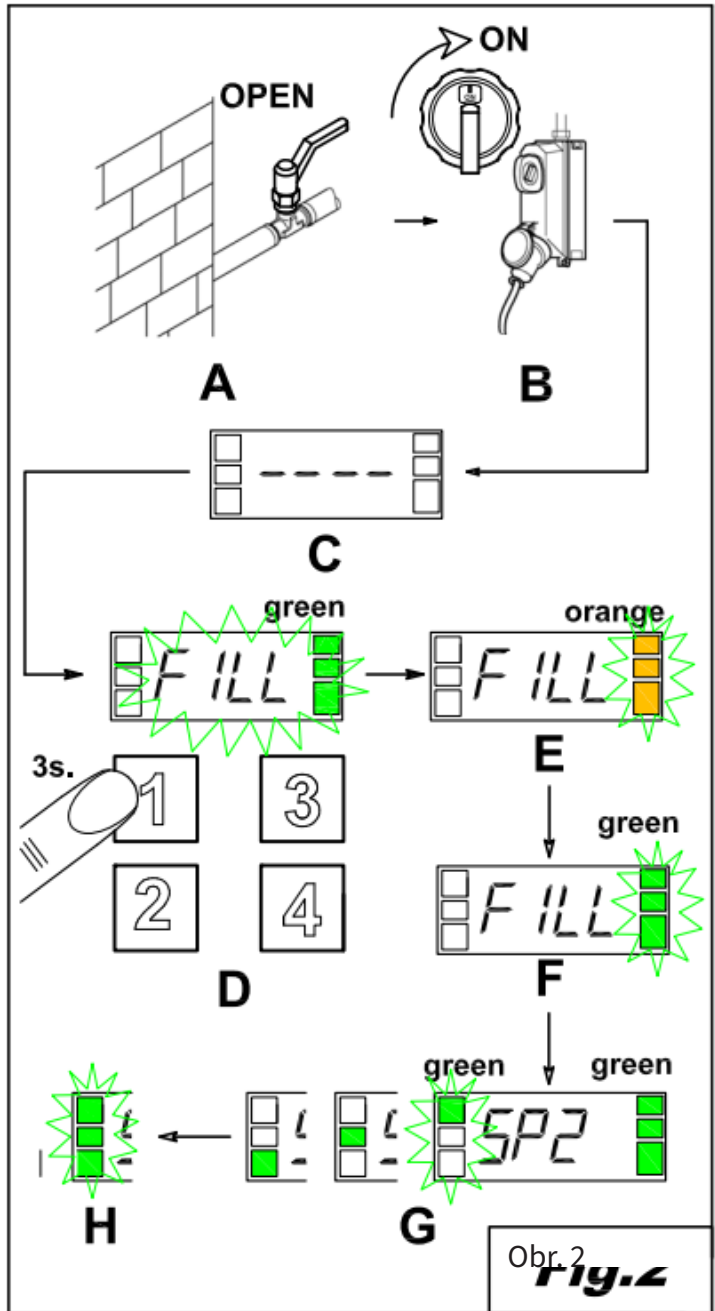 ON
OPEN
A
B
- - - -
C
green
FILL
orange
FILL
E
3s.
1
3
2
4
D
green
FILL
F
green
green
SP2
H
G
Obr. 2
Fig.2